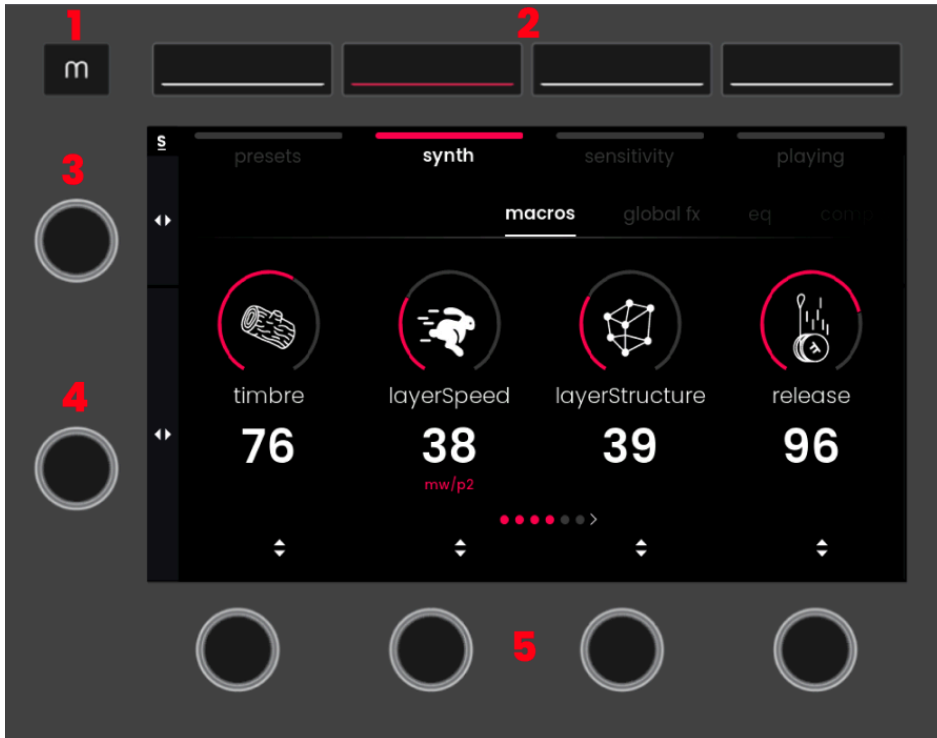 1
2
m
S
presets synth sensitivity playing
3
macros global fx eq comp
timbre layerSpeed layerStructure release
4
76 38 39 96
mw/p2
5